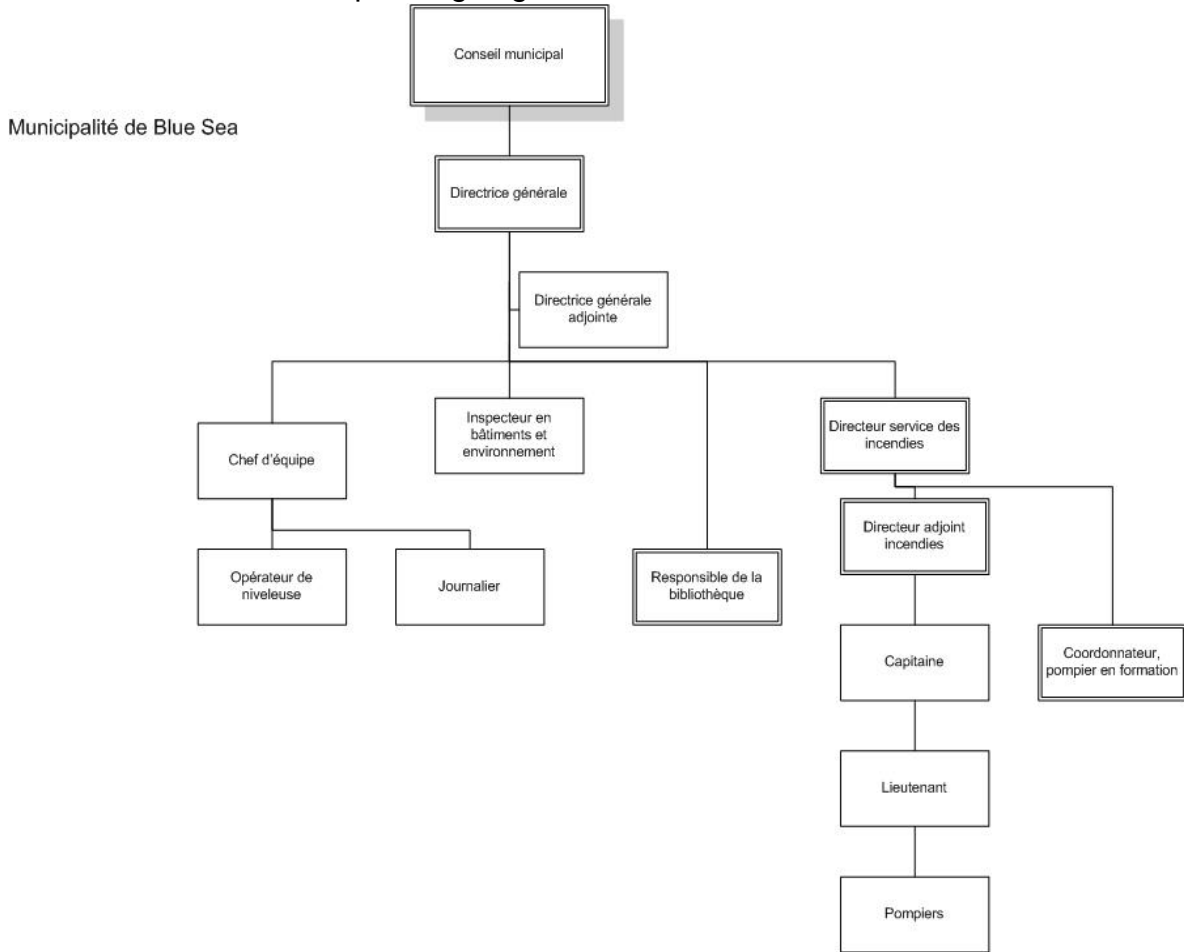 Conseil municipal
Municipalité de Blue Sea
Directrice générale
Directrice générale
adjointe
Inspecteur en
bâtiments et
environnement
Directeur service des
incendies
Chef d'équipe
Directeur adjoint
incendies
Opérateur de
niveleuse
Journalier
Responsible de la
bibliothèque
Capitaine
Coordonnateur,
pompier en formation
Lieutenant
Pompiers